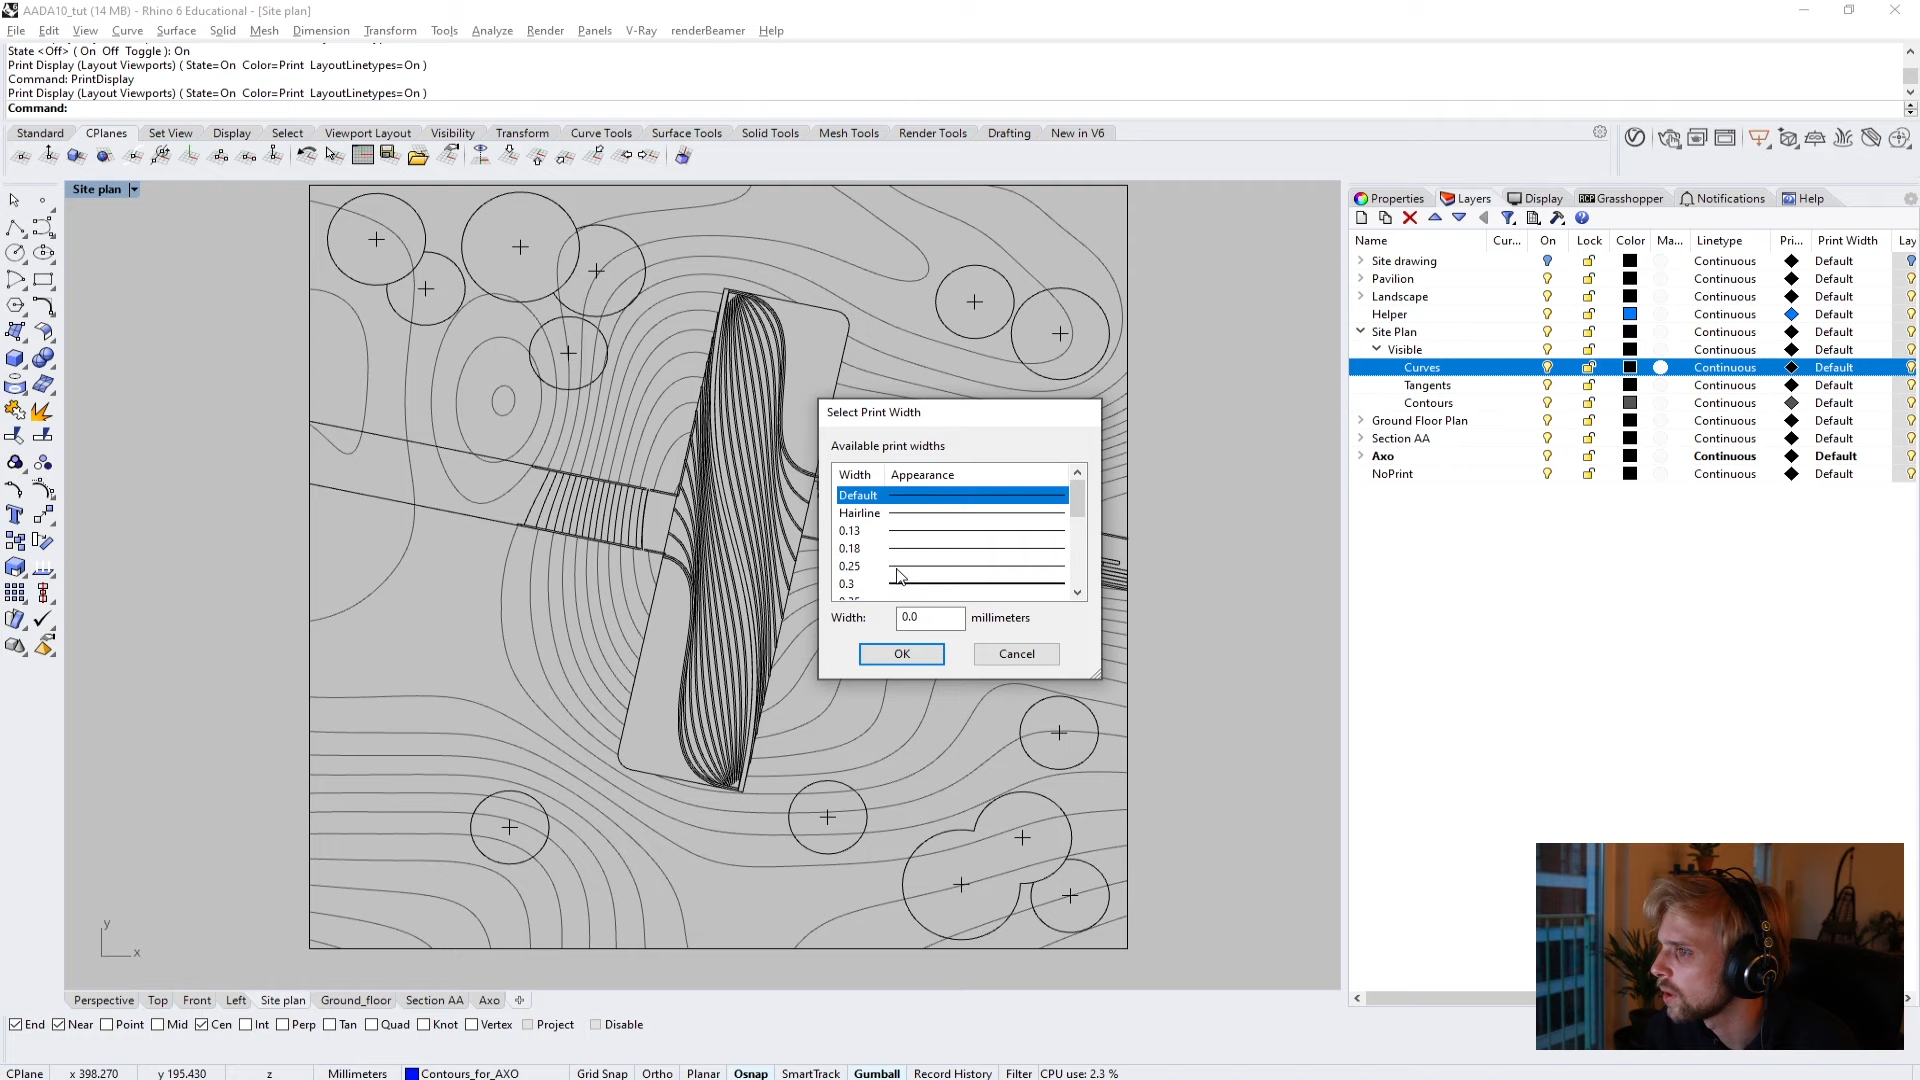 AADA10_tut (14 MB) - Rhino 6 Educational - [Site plan]
File Edit View Curve Surface Solid Mesh Dimension Transform Tools Analyze Render Panels V-Ray renderBeamer Help
State <Off> ( On Off Toggle ): On
Print Display (Layout Viewports) ( State=On Color=Print LayoutLinetypes=On )
Command: PrintDisplay
Print Display (Layout Viewports) ( State=On Color=Print LayoutLinetypes=On )
Command:
Standard CPlanes Set View Display Select Viewport Layout Visibility Transform Curve Tools Surface Tools Solid Tools Mesh Tools Render Tools Drafting New in V6
Site plan
Properties Layers Display Grasshopper Notifications Help
Name Cur... On Lock Color Ma... Linetype Pri... Print Width Lay
Site drawing Continuous Default
Pavilion Continuous Default
Landscape Continuous Default
Helper Continuous Default
Site Plan Continuous Default
Visible Continuous Default
Curves Continuous Default
Tangents Continuous Default
Contours Continuous Default
Ground Floor Plan Continuous Default
Section AA Continuous Default
Axo Continuous Default
NoPrint Continuous Default
Select Print Width
Available print widths
Width Appearance
Default
Hairline
0.13
0.18
0.25
0.3
Width: 0.0 millimeters
OK Cancel
y
x
Perspective Top Front Left Site plan Ground_floor Section AA Axo
End Near Point Mid Cen Int Perp Tan Quad Knot Vertex Project Disable
CPlane x 398.270 y 195.430 z Millimeters Contours_for_AXO Grid Snap Ortho Planar Osnap SmartTrack Gumball Record History Filter CPU use: 2.3 %